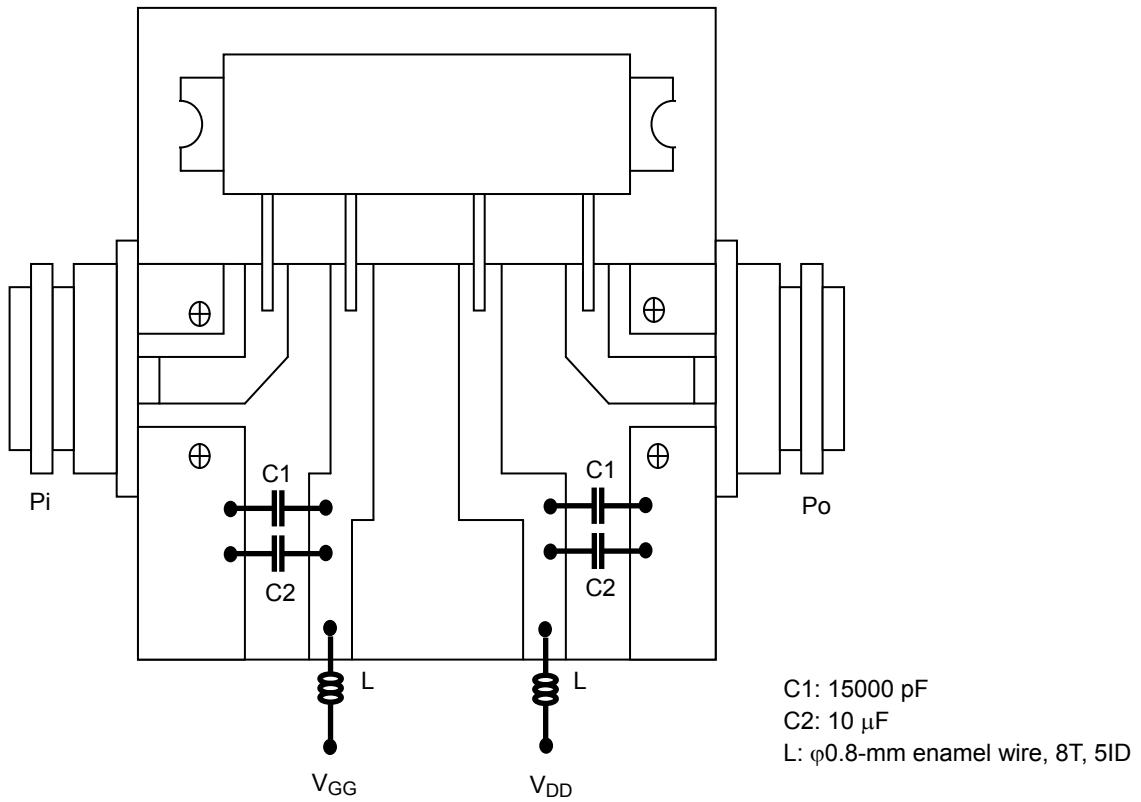 Pi
Po
C1
C1
C2
C2
L
L
VGG
VDD
C1: 15000 pF
C2: 10 μF
L: φ0.8-mm enamel wire, 8T, 5ID